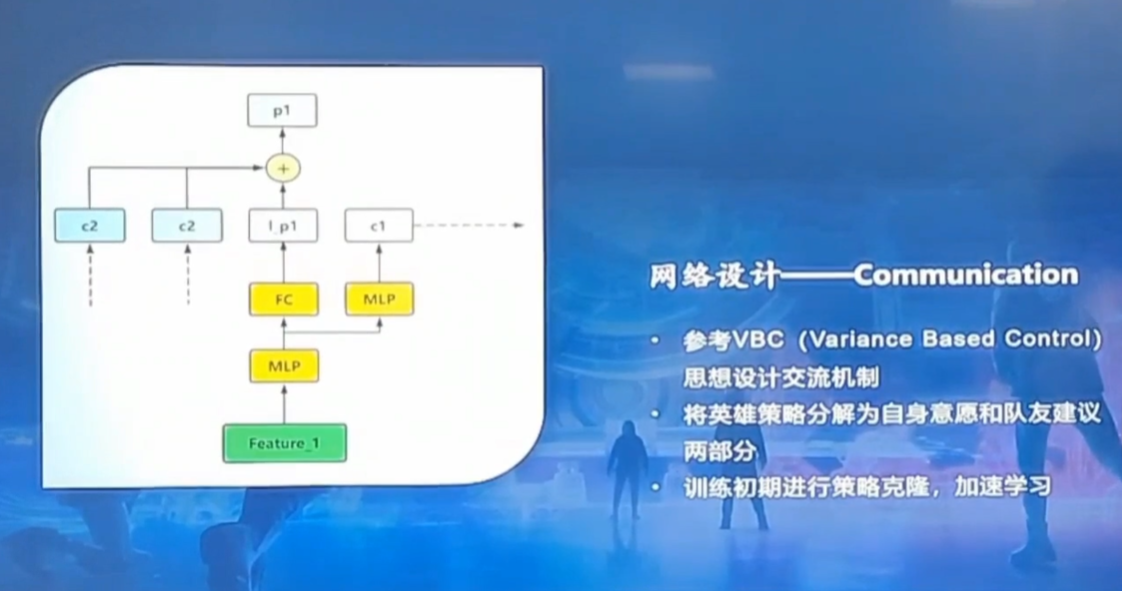 p1
+
c2
c2
l_p1
c1
FC
MLP
MLP
Feature_1
网络设计——Communication
• 参考VBC（Variance Based Control）
思想设计交流机制
• 将英雄策略分解为自身意愿和队友建议
两部分
• 训练初期进行策略克隆，加速学习